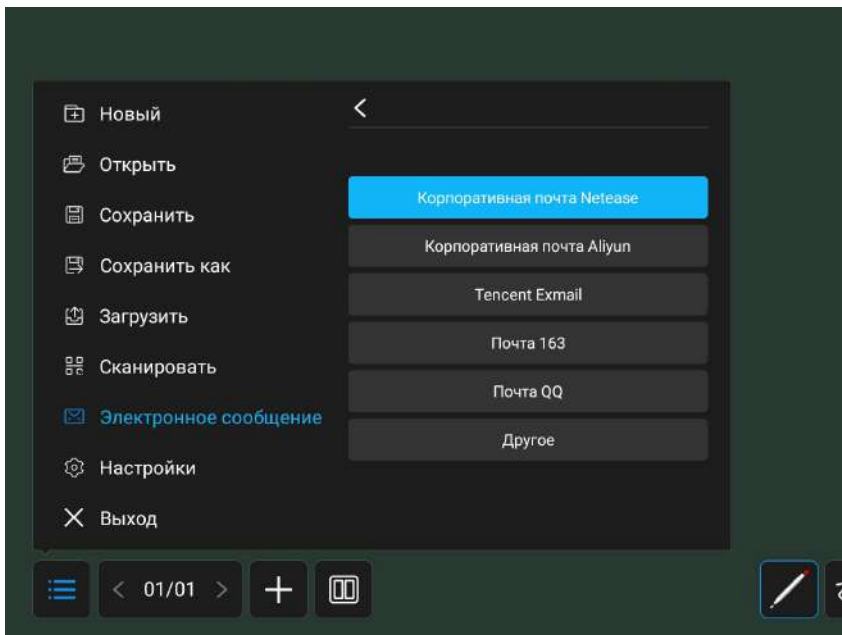 Новый
Открыть
Сохранить
Сохранить как
Загрузить
Сканировать
Электронное сообщение
Настройки
Выход
Корпоративная почта Netease
Корпоративная почта Aliyun
Tencent Exmail
Почта 163
Почта QQ
Другое
01/01